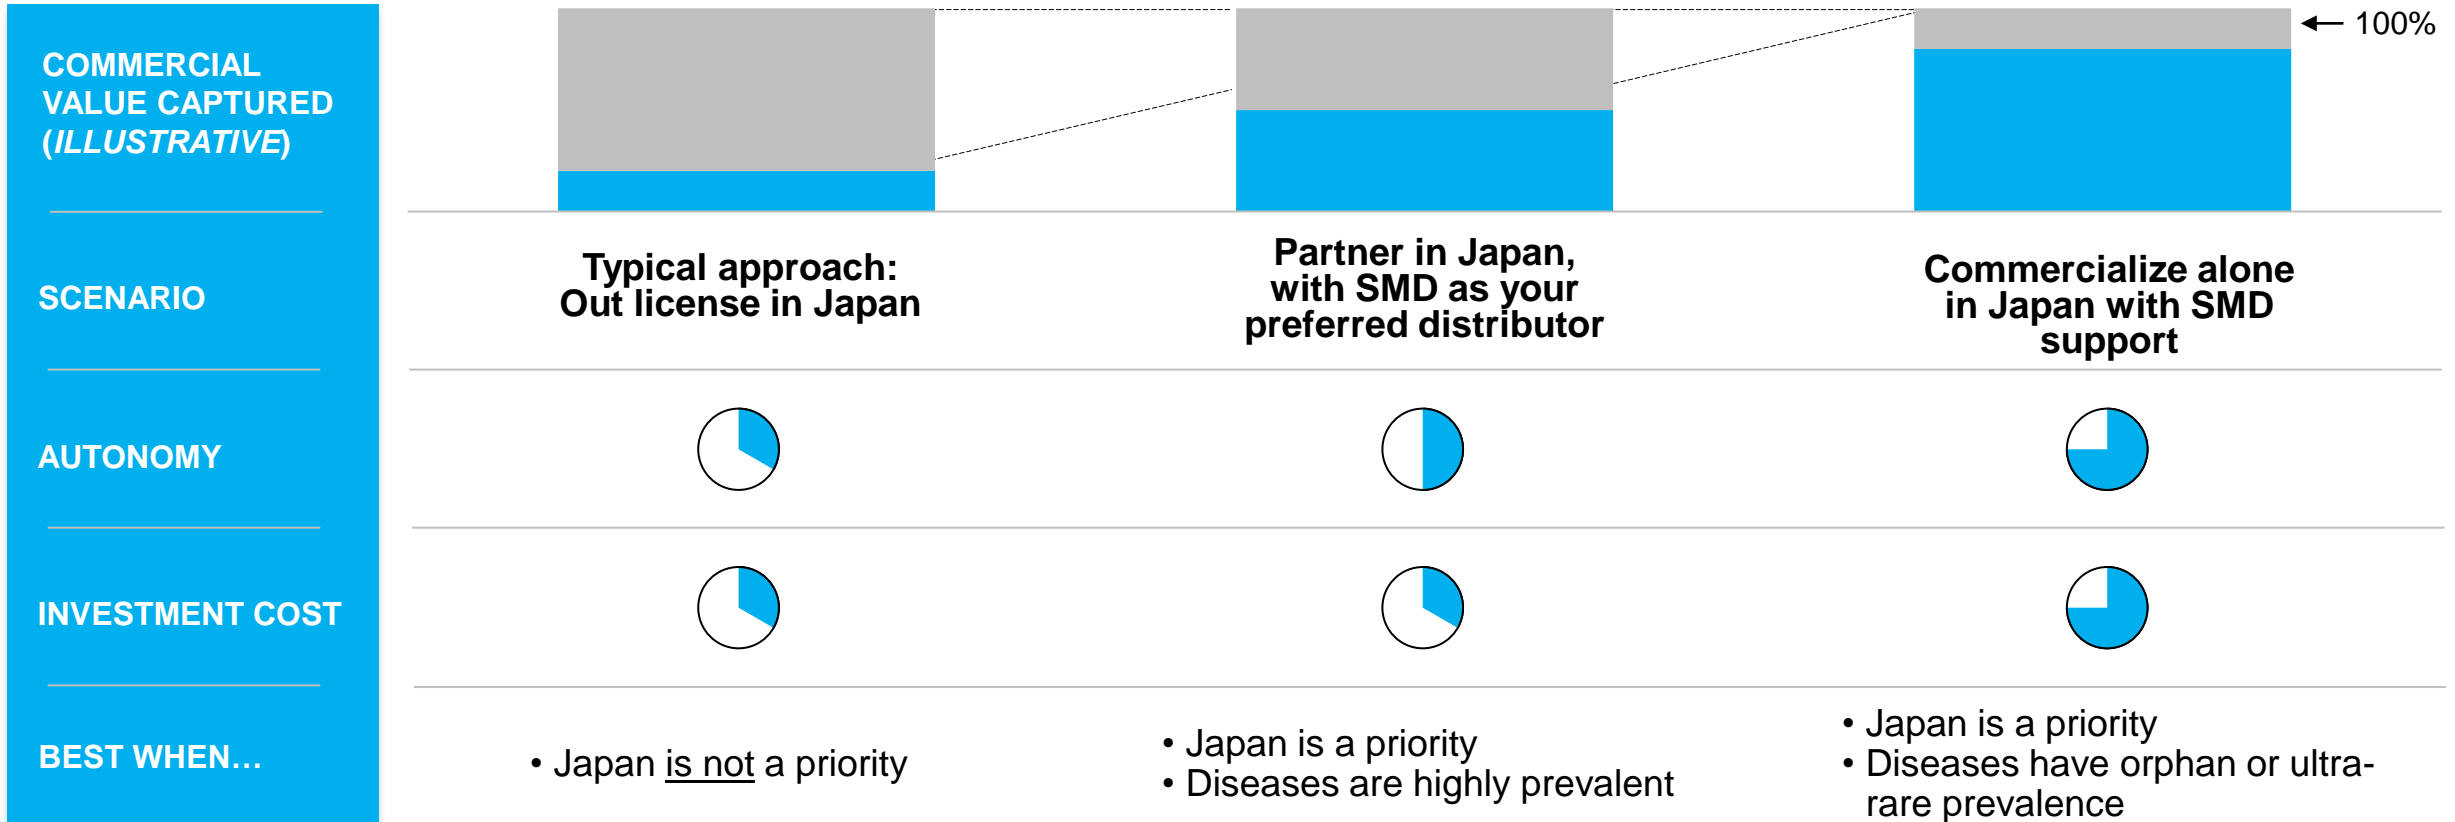 COMMERCIAL
VALUE CAPTURED
(ILLUSTRATIVE)
← 100%
SCENARIO
Typical approach:
Out license in Japan
Partner in Japan,
with SMD as your
preferred distributor
Commercialize alone
in Japan with SMD
support
AUTONOMY
INVESTMENT COST
BEST WHEN…
• Japan is not a priority
• Japan is a priority
• Diseases are highly prevalent
• Japan is a priority
• Diseases have orphan or ultra-
rare prevalence